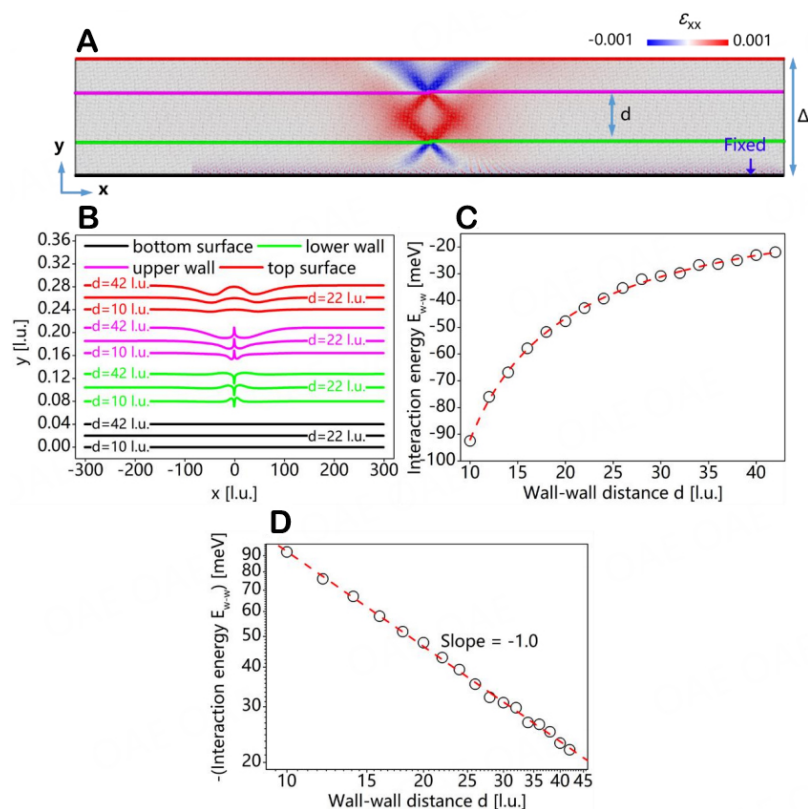 A
εxx
-0.001 0.001
d
Δ
Fixed
y
x
B
0.36
0.32
0.28
0.24
0.20
0.16
0.12
0.08
0.04
0.00
y [l.u.]
bottom surface
lower wall
upper wall
top surface
d=42 l.u.
d=22 l.u.
d=10 l.u.
d=42 l.u.
d=22 l.u.
d=10 l.u.
d=42 l.u.
d=22 l.u.
d=10 l.u.
d=42 l.u.
d=22 l.u.
d=10 l.u.
-300 -200 -100 0 100 200 300
x [l.u.]
C
Interaction energy Ew-w [meV]
-20
-30
-40
-50
-60
-70
-80
-90
-100
10 15 20 25 30 35 40
Wall-wall distance d [l.u.]
D
-(Interaction energy Ew-w) [meV]
90
80
70
60
50
40
30
20
Slope = -1.0
10 15 20 25 30 35 40 45
Wall-wall distance d [l.u.]